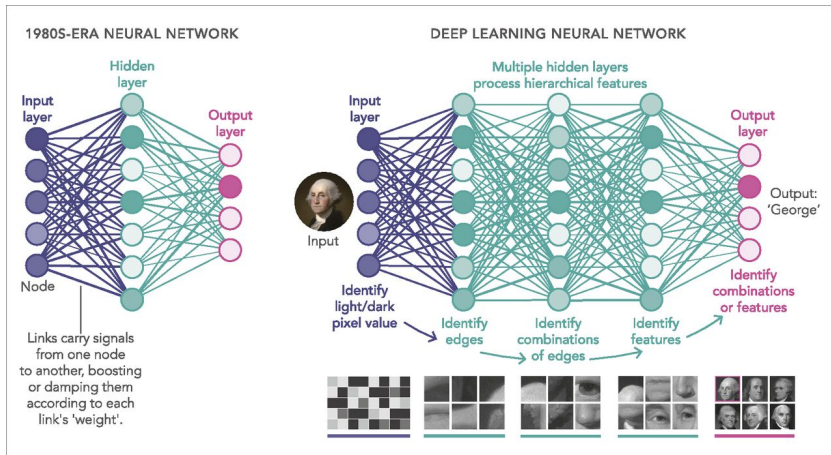 1980S-ERA NEURAL NETWORK
Hidden
layer
Input
layer
Output
layer
Node
Links carry signals
from one node
to another, boosting
or damping them
according to each
link's 'weight'.
DEEP LEARNING NEURAL NETWORK
Multiple hidden layers
process hierarchical features
Input
layer
Output
layer
Input
Output:
'George'
Identify
light/dark
pixel value
Identify
edges
Identify
combinations
of edges
Identify
features
Identify
combinations
or features